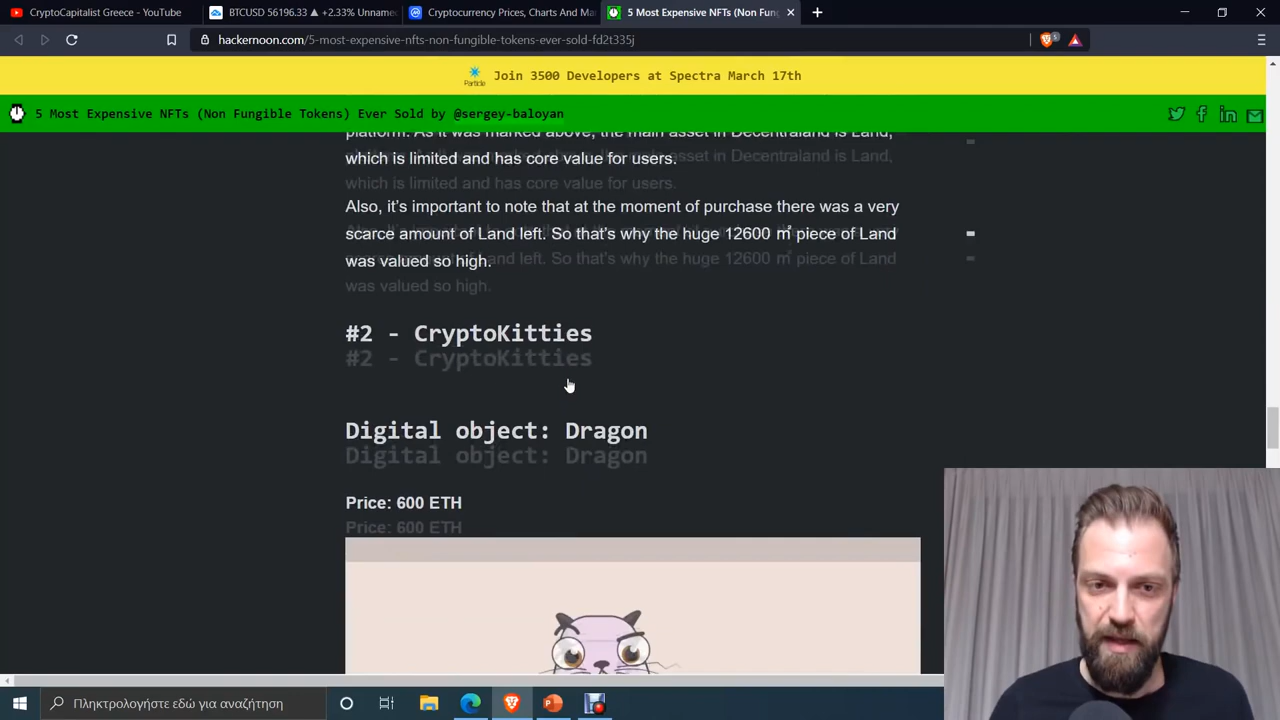 CryptoCapitalist Greece - YouTube
BTCUSD 56196.33 ▲ +2.33% Unname
Cryptocurrency Prices, Charts And Ma
5 Most Expensive NFTs (Non Fung
hackernoon.com/5-most-expensive-nfts-non-fungible-tokens-ever-sold-fd2t335j
5
Particle
Join 3500 Developers at Spectra March 17th
5 Most Expensive NFTs (Non Fungible Tokens) Ever Sold by @sergey-baloyan
platform. As it was marked above, the main asset in Decentraland is Land,
which is limited and has core value for users.
Also, it's important to note that at the moment of purchase there was a very
scarce amount of Land left. So that's why the huge 12600 m² piece of Land
was valued so high.
#2 - CryptoKitties
Digital object: Dragon
Price: 600 ETH
Πληκτρολογήστε εδώ για αναζήτηση